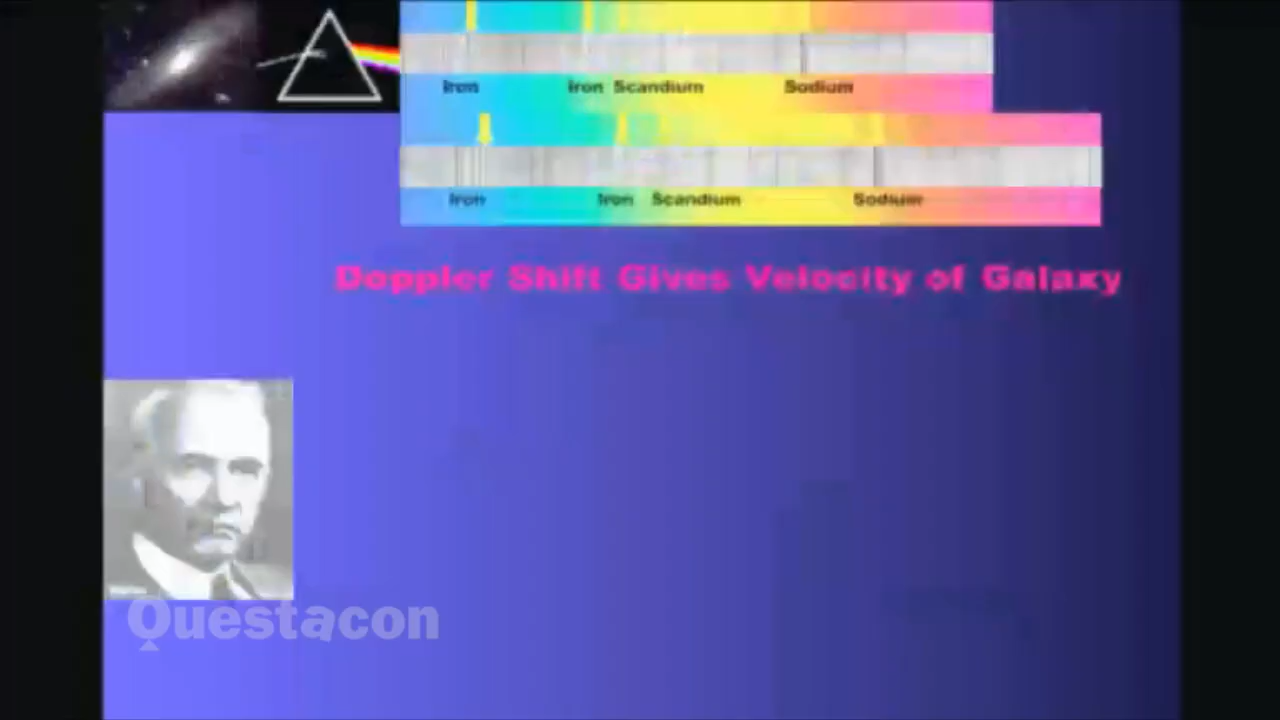 Iron Iron Scandium Sodium
Iron Iron Scandium Sodium
Doppler Shift Gives Velocity of Galaxy
Questacon